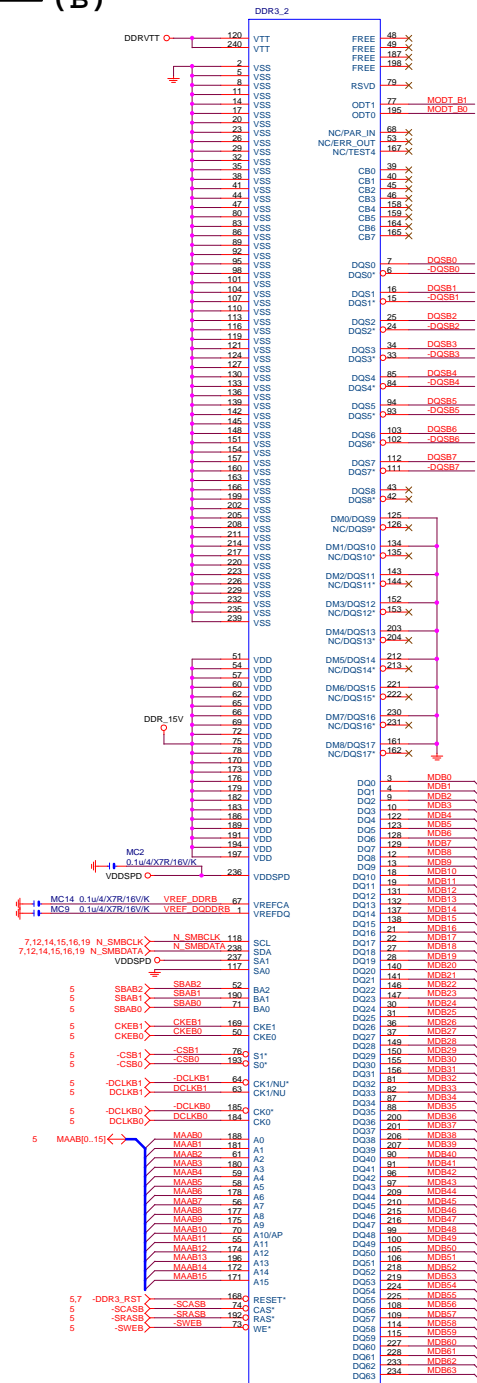 (B)
DDR3_2
DDRVTT 120 VTT FREE 48
240 VTT FREE 49
FREE 187
2 VSS FREE 198
5 VSS
8 VSS RSVD 79
11 VSS
14 VSS ODT1 77 MODT_B1
17 VSS ODT0 195 MODT_B0
20 VSS
23 VSS NC/PAR_IN 68
26 VSS NC/ERR_OUT 53
29 VSS NC/TEST4 167
32 VSS
35 VSS CB0 39
38 VSS CB1 40
41 VSS CB2 45
44 VSS CB3 46
47 VSS CB4 158
80 VSS CB5 159
83 VSS CB6 164
86 VSS CB7 165
89 VSS
92 VSS
95 VSS DQS0 7 DQSB0
98 VSS DQS0* 6 -DQSB0
101 VSS
104 VSS DQS1 16 DQSB1
107 VSS DQS1* 15 -DQSB1
110 VSS
113 VSS DQS2 25 DQSB2
116 VSS DQS2* 24 -DQSB2
119 VSS
121 VSS DQS3 34 DQSB3
124 VSS DQS3* 33 -DQSB3
127 VSS
130 VSS DQS4 85 DQSB4
133 VSS DQS4* 84 -DQSB4
136 VSS
139 VSS DQS5 94 DQSB5
142 VSS DQS5* 93 -DQSB5
145 VSS
148 VSS DQS6 103 DQSB6
151 VSS DQS6* 102 -DQSB6
154 VSS
157 VSS DQS7 112 DQSB7
160 VSS DQS7* 111 -DQSB7
163 VSS
166 VSS DQS8 43
199 VSS DQS8* 42
202 VSS
205 VSS DM0/DQS9 125
208 VSS NC/DQS9* 126
211 VSS
214 VSS DM1/DQS10 134
217 VSS NC/DQS10* 135
220 VSS
223 VSS DM2/DQS11 143
226 VSS NC/DQS11* 144
229 VSS
232 VSS DM3/DQS12 152
235 VSS NC/DQS12* 153
239 VSS
DM4/DQS13 203
NC/DQS13* 204
51 VDD DM5/DQS14 212
54 VDD NC/DQS14* 213
57 VDD
60 VDD DM6/DQS15 221
62 VDD NC/DQS15* 222
65 VDD
66 VDD DM7/DQS16 230
DDR_15V 69 VDD NC/DQS16* 231
72 VDD
75 VDD DM8/DQS17 161
78 VDD NC/DQS17* 162
170 VDD
173 VDD
176 VDD DQ0 3 MDB0
179 VDD DQ1 4 MDB1
182 VDD DQ2 9 MDB2
183 VDD DQ3 10 MDB3
186 VDD DQ4 122 MDB4
189 VDD DQ5 123 MDB5
191 VDD DQ6 128 MDB6
194 VDD DQ7 129 MDB7
197 VDD DQ8 12 MDB8
MC2 DQ9 13 MDB9
0.1u/4/X7R/16V/K DQ10 18 MDB10
VDDSPD 236 VDDSPD DQ11 19 MDB11
DQ12 131 MDB12
MC14 0.1u/4/X7R/16V/K VREF_DDRB 67 VREFCA DQ13 132 MDB13
MC9 0.1u/4/X7R/16V/K VREF_DQDDRB 1 VREFDQ DQ14 137 MDB14
DQ15 138 MDB15
DQ16 21 MDB16
7,12,14,15,16,19 N_SMBCLK N_SMBCLK 118 SCL DQ17 22 MDB17
7,12,14,15,16,19 N_SMBDATA N_SMBDATA 238 SDA DQ18 27 MDB18
VDDSPD 237 SA1 DQ19 28 MDB19
117 SA0 DQ20 140 MDB20
DQ21 141 MDB21
5 SBAB2 SBAB2 52 BA2 DQ22 146 MDB22
5 SBAB1 SBAB1 190 BA1 DQ23 147 MDB23
5 SBAB0 SBAB0 71 BA0 DQ24 30 MDB24
DQ25 31 MDB25
5 CKEB1 CKEB1 169 CKE1 DQ26 36 MDB26
5 CKEB0 CKEB0 50 CKE0 DQ27 37 MDB27
DQ28 149 MDB28
5 -CSB1 -CSB1 76 S1* DQ29 150 MDB29
5 -CSB0 -CSB0 193 S0* DQ30 155 MDB30
DQ31 156 MDB31
5 -DCLKB1 -DCLKB1 64 CK1/NU* DQ32 81 MDB32
5 DCLKB1 DCLKB1 63 CK1/NU DQ33 82 MDB33
DQ34 87 MDB34
5 -DCLKB0 -DCLKB0 185 CK0* DQ35 88 MDB35
5 DCLKB0 DCLKB0 184 CK0 DQ36 200 MDB36
DQ37 201 MDB37
5 MAAB[0..15] MAAB0 188 A0 DQ38 206 MDB38
MAAB1 181 A1 DQ39 207 MDB39
MAAB2 61 A2 DQ40 90 MDB40
MAAB3 180 A3 DQ41 91 MDB41
MAAB4 59 A4 DQ42 96 MDB42
MAAB5 58 A5 DQ43 97 MDB43
MAAB6 178 A6 DQ44 209 MDB44
MAAB7 56 A7 DQ45 210 MDB45
MAAB8 177 A8 DQ46 215 MDB46
MAAB9 175 A9 DQ47 216 MDB47
MAAB10 70 A10/AP DQ48 99 MDB48
MAAB11 55 A11 DQ49 100 MDB49
MAAB12 174 A12 DQ50 105 MDB50
MAAB13 196 A13 DQ51 106 MDB51
MAAB14 172 A14 DQ52 218 MDB52
MAAB15 171 A15 DQ53 219 MDB53
DQ54 224 MDB54
5,7 -DDR3_RST 168 RESET* DQ55 225 MDB55
5 -SCASB -SCASB 74 CAS* DQ56 108 MDB56
5 -SRASB -SRASB 192 RAS* DQ57 109 MDB57
5 -SWEB -SWEB 73 WE* DQ58 114 MDB58
DQ59 115 MDB59
DQ60 227 MDB60
DQ61 228 MDB61
DQ62 233 MDB62
DQ63 234 MDB63